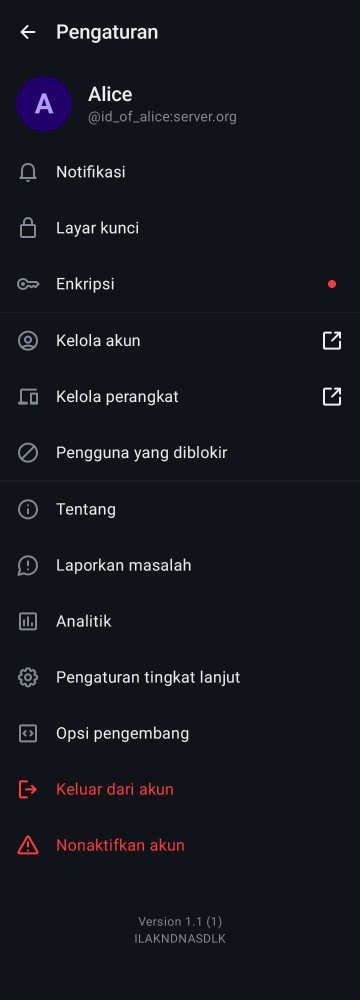 Pengaturan
A
Alice
@id_of_alice:server.org
Notifikasi
Layar kunci
Enkripsi
Kelola akun
Kelola perangkat
Pengguna yang diblokir
Tentang
Laporkan masalah
Analitik
Pengaturan tingkat lanjut
Opsi pengembang
Keluar dari akun
Nonaktifkan akun
Version 1.1 (1)
ILAKNDNASDLK